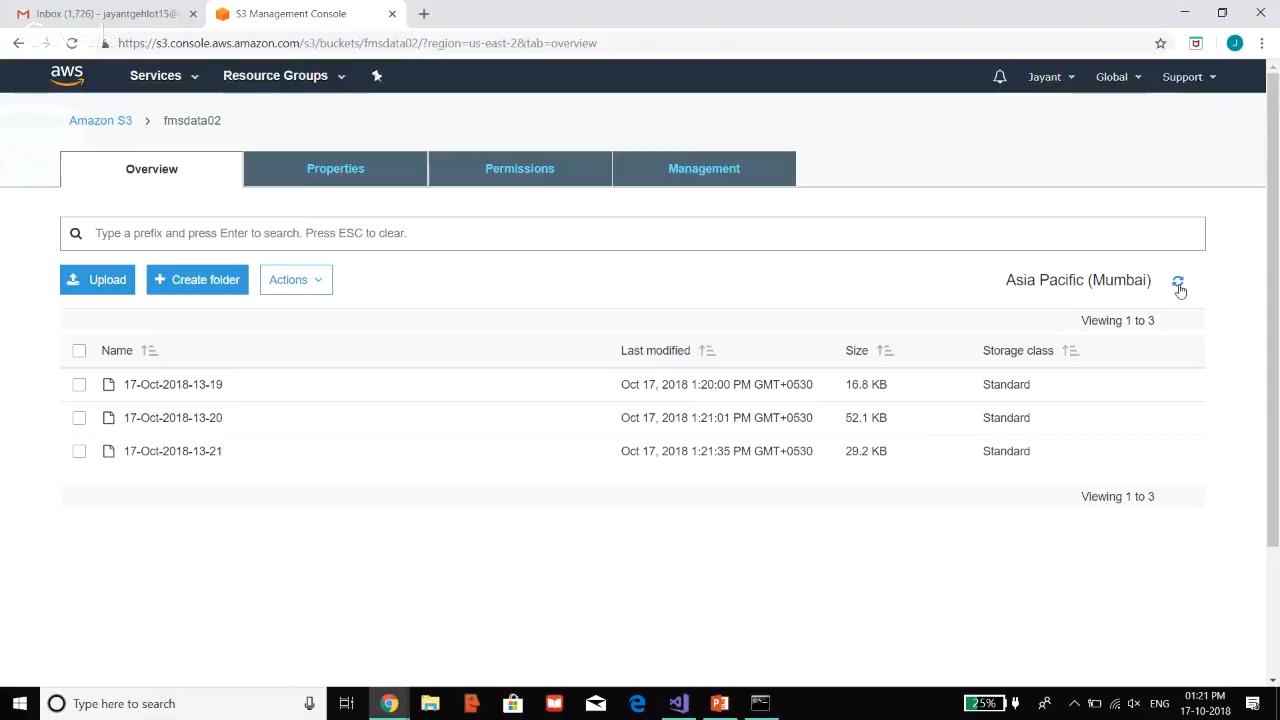 Inbox (1,726) - jayantgehlot15@
S3 Management Console
https://s3.console.aws.amazon.com/s3/buckets/fmsdata02/?region=us-east-2&tab=overview
J
aws Services Resource Groups Jayant Global Support
Amazon S3 > fmsdata02
Overview Properties Permissions Management
Type a prefix and press Enter to search. Press ESC to clear.
Upload + Create folder Actions Asia Pacific (Mumbai)
Viewing 1 to 3
Name Last modified Size Storage class
17-Oct-2018-13-19 Oct 17, 2018 1:20:00 PM GMT+0530 16.8 KB Standard
17-Oct-2018-13-20 Oct 17, 2018 1:21:01 PM GMT+0530 52.1 KB Standard
17-Oct-2018-13-21 Oct 17, 2018 1:21:35 PM GMT+0530 29.2 KB Standard
Viewing 1 to 3
Type here to search 25% ENG 01:21 PM
17-10-2018